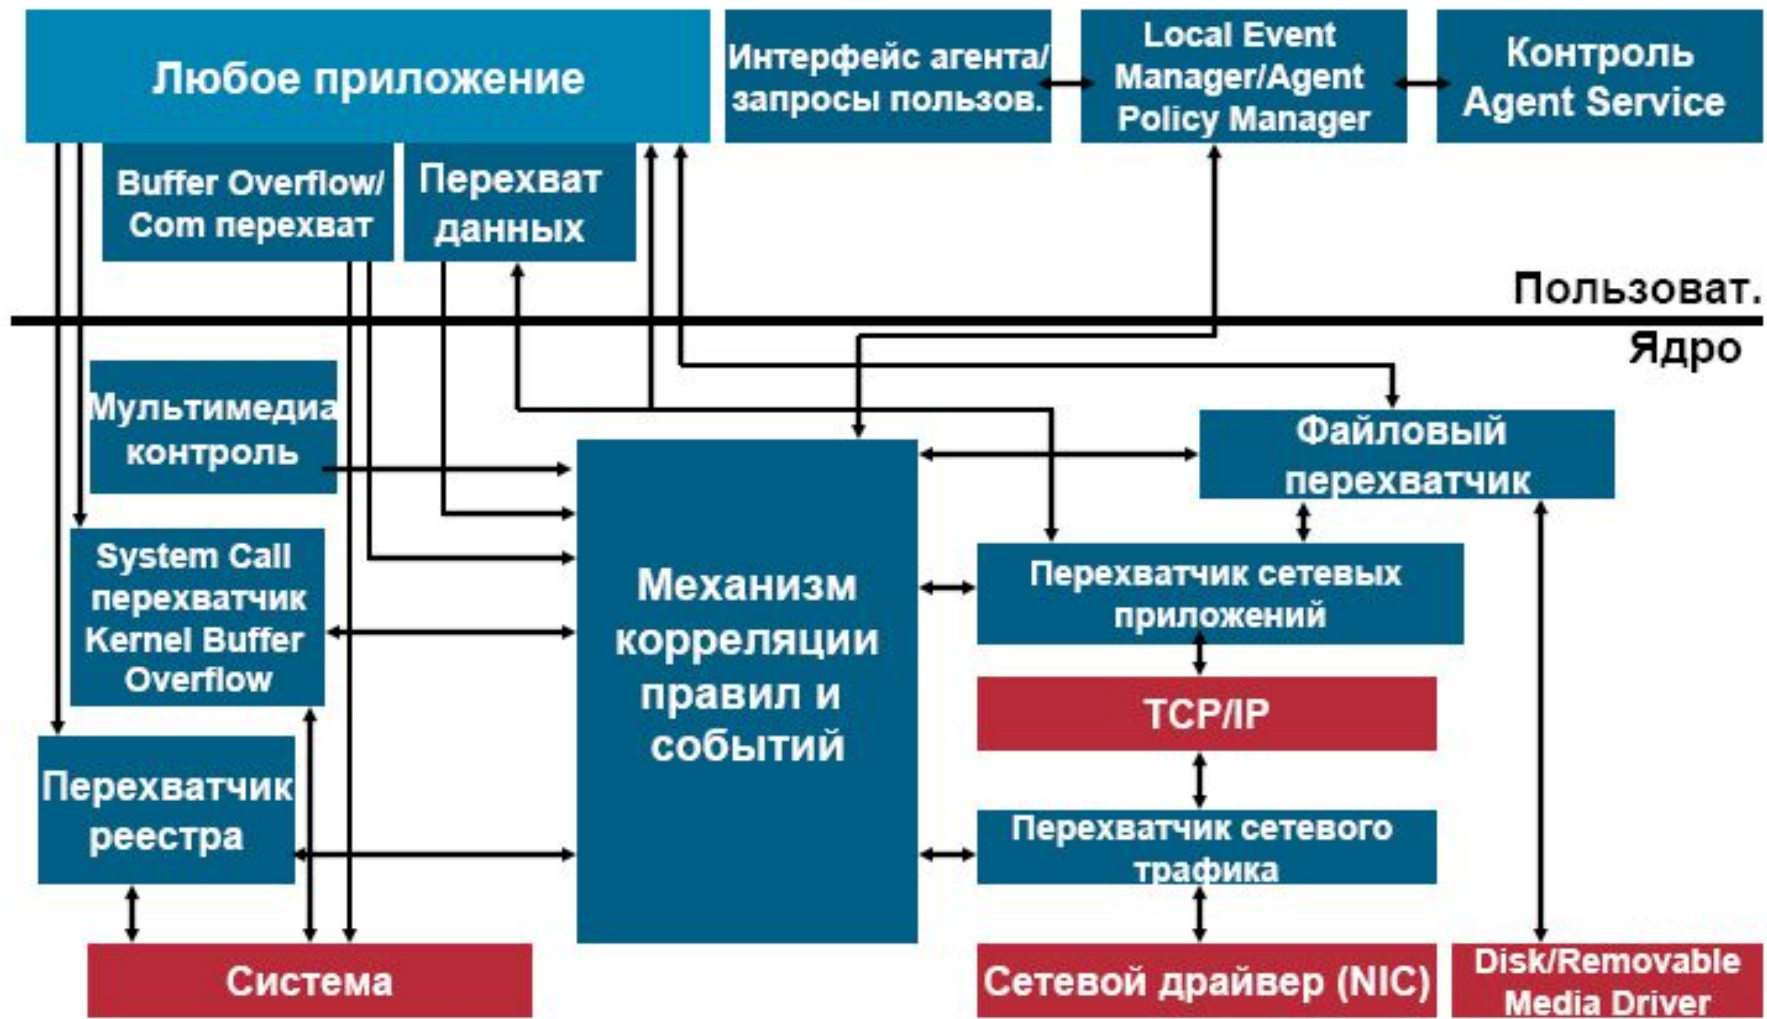 Любое приложение
Интерфейс агента/
запросы пользов.
Local Event
Manager/Agent
Policy Manager
Контроль
Agent Service
Buffer Overflow/
Com перехват
Перехват
данных
Пользоват.
Ядро
Мультимедиа
контроль
Файловый
перехватчик
System Call
перехватчик
Kernel Buffer
Overflow
Механизм
корреляции
правил и
событий
Перехватчик сетевых
приложений
TCP/IP
Перехватчик
реестра
Перехватчик сетевого
трафика
Система
Сетевой драйвер (NIC)
Disk/Removable
Media Driver